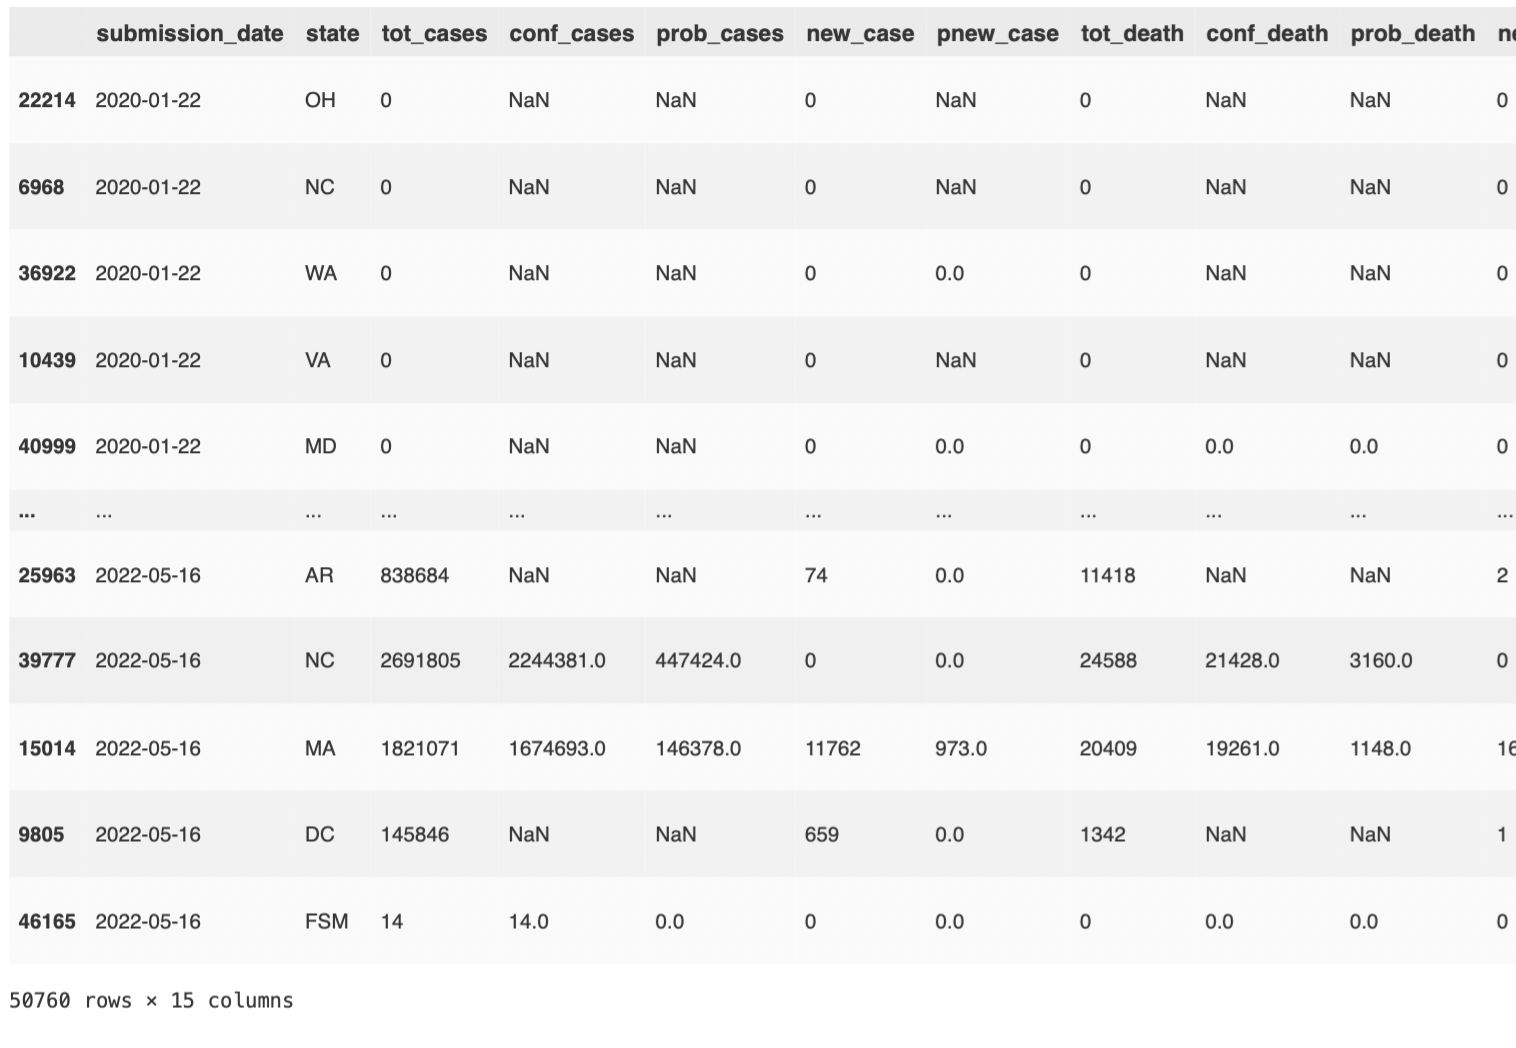 submission_date state tot_cases conf_cases prob_cases new_case pnew_case tot_death conf_death prob_death
22214 2020-01-22 OH 0 NaN NaN 0 NaN 0 NaN NaN 0
6968 2020-01-22 NC 0 NaN NaN 0 NaN 0 NaN NaN 0
36922 2020-01-22 WA 0 NaN NaN 0 0.0 0 NaN NaN 0
10439 2020-01-22 VA 0 NaN NaN 0 NaN 0 NaN NaN 0
40999 2020-01-22 MD 0 NaN NaN 0 0.0 0 0.0 0.0 0
... ... ... ... ... ... ... ... ... ... ... ...
25963 2022-05-16 AR 838684 NaN NaN 74 0.0 11418 NaN NaN 2
39777 2022-05-16 NC 2691805 2244381.0 447424.0 0 0.0 24588 21428.0 3160.0 0
15014 2022-05-16 MA 1821071 1674693.0 146378.0 11762 973.0 20409 19261.0 1148.0
9805 2022-05-16 DC 145846 NaN NaN 659 0.0 1342 NaN NaN 1
46165 2022-05-16 FSM 14 14.0 0.0 0 0.0 0 0.0 0.0 0
50760 rows × 15 columns